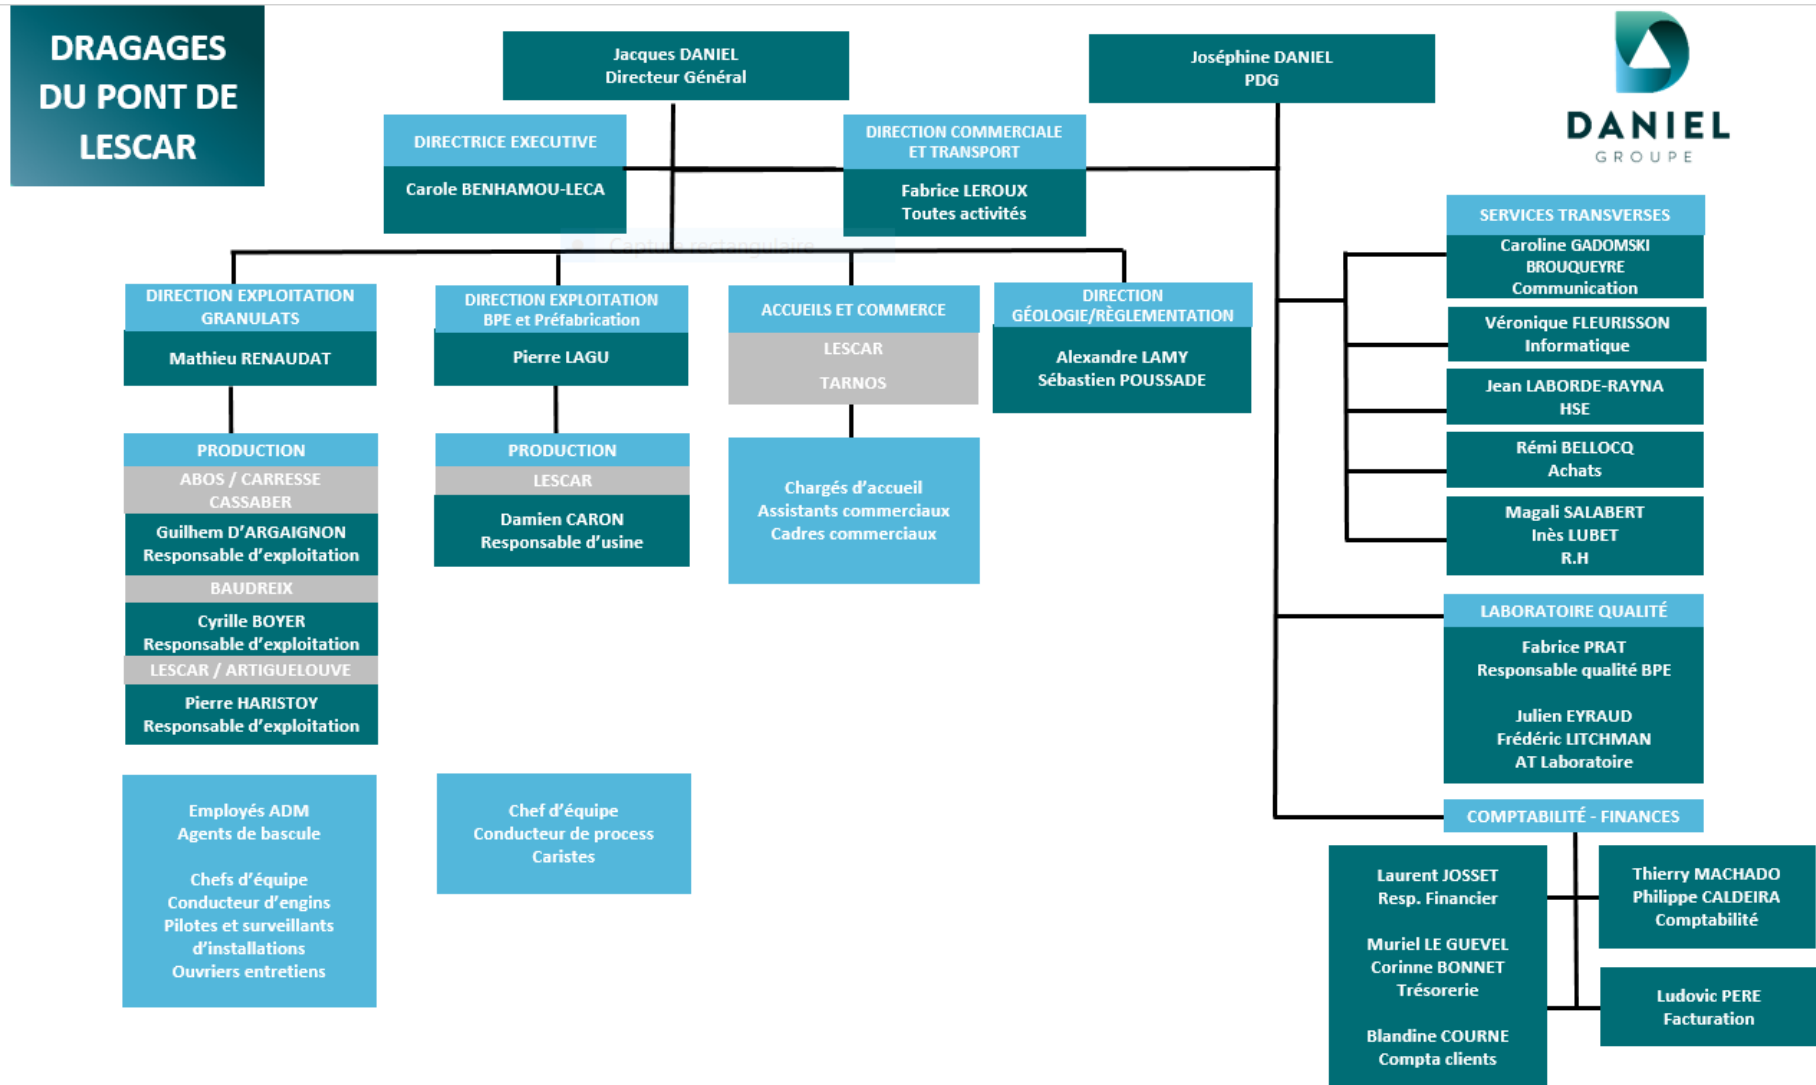 DRAGAGES
DU PONT DE
LESCAR
Jacques DANIEL
Directeur Général
Joséphine DANIEL
PDG
DANIEL
GROUPE
DIRECTRICE EXECUTIVE
Carole BENHAMOU-LECA
DIRECTION COMMERCIALE
ET TRANSPORT
Fabrice LEROUX
Toutes activités
Capture rectangulaire
DIRECTION EXPLOITATION
GRANULATS
Mathieu RENAUDAT
PRODUCTION
ABOS / CARRESSE
CASSABER
Guilhem D'ARGAIGNON
Responsable d'exploitation
BAUDREIX
Cyrille BOYER
Responsable d'exploitation
LESCAR / ARTIGUELOUVE
Pierre HARISTOY
Responsable d'exploitation
Employés ADM
Agents de bascule
Chefs d'équipe
Conducteur d'engins
Pilotes et surveillants
d'installations
Ouvriers entretiens
DIRECTION EXPLOITATION
BPE et Préfabrication
Pierre LAGU
PRODUCTION
LESCAR
Damien CARON
Responsable d'usine
Chef d'équipe
Conducteur de process
Caristes
ACCUEILS ET COMMERCE
LESCAR
TARNOS
Chargés d'accueil
Assistants commerciaux
Cadres commerciaux
DIRECTION
GÉOLOGIE/RÈGLEMENTATION
Alexandre LAMY
Sébastien POUSSADE
SERVICES TRANSVERSES
Caroline GADOMSKI
BROUQUEYRE
Communication
Véronique FLEURISSON
Informatique
Jean LABORDE-RAYNA
HSE
Rémi BELLOCQ
Achats
Magali SALABERT
Inès LUBET
R.H
LABORATOIRE QUALITÉ
Fabrice PRAT
Responsable qualité BPE
Julien EYRAUD
Frédéric LITCHMAN
AT Laboratoire
COMPTABILITÉ - FINANCES
Laurent JOSSET
Resp. Financier
Muriel LE GUEVEL
Corinne BONNET
Trésorerie
Blandine COURNE
Compta clients
Thierry MACHADO
Philippe CALDEIRA
Comptabilité
Ludovic PERE
Facturation